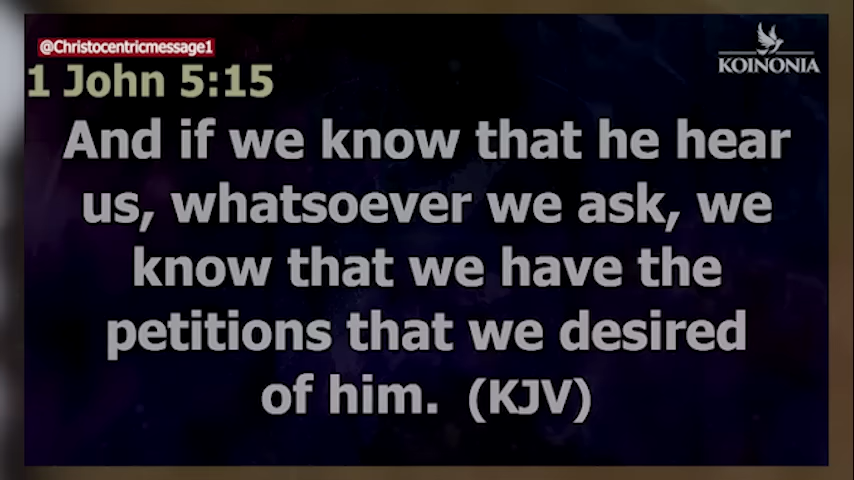 @Christocentricmessage1
KOINONIA
1 John 5:15
And if we know that he hear
us, whatsoever we ask, we
know that we have the
petitions that we desired
of him. (KJV)